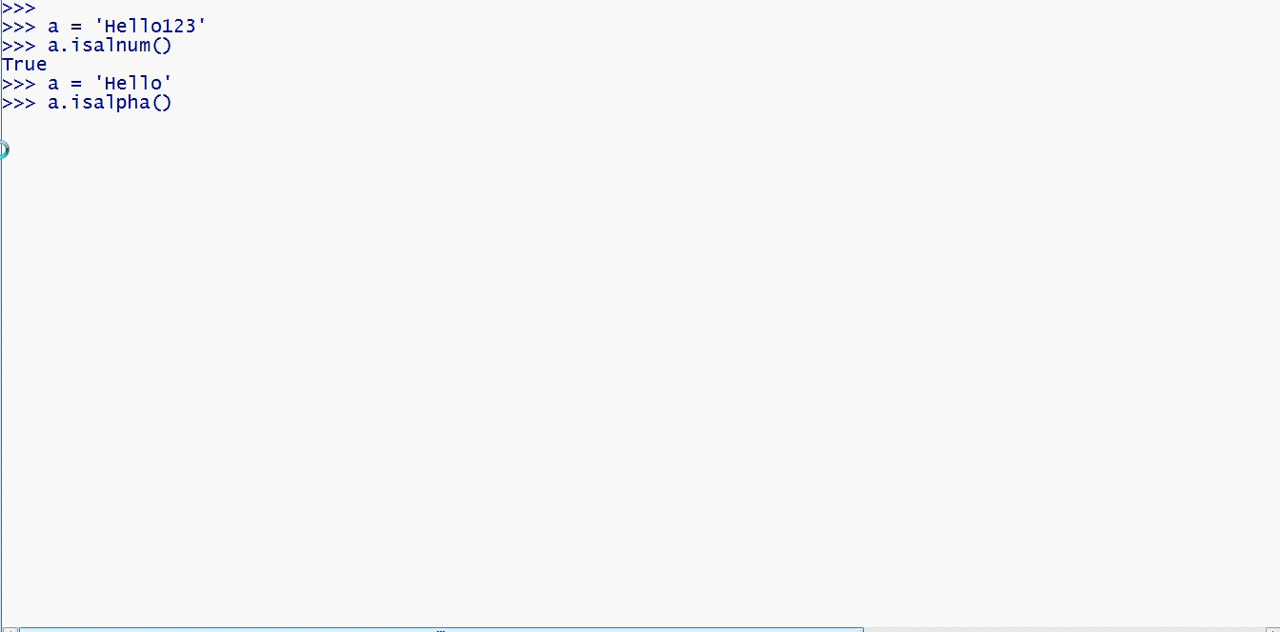 >>>
>>> a = 'Hello123'
>>> a.isalnum()
True
>>> a = 'Hello'
>>> a.isalpha()